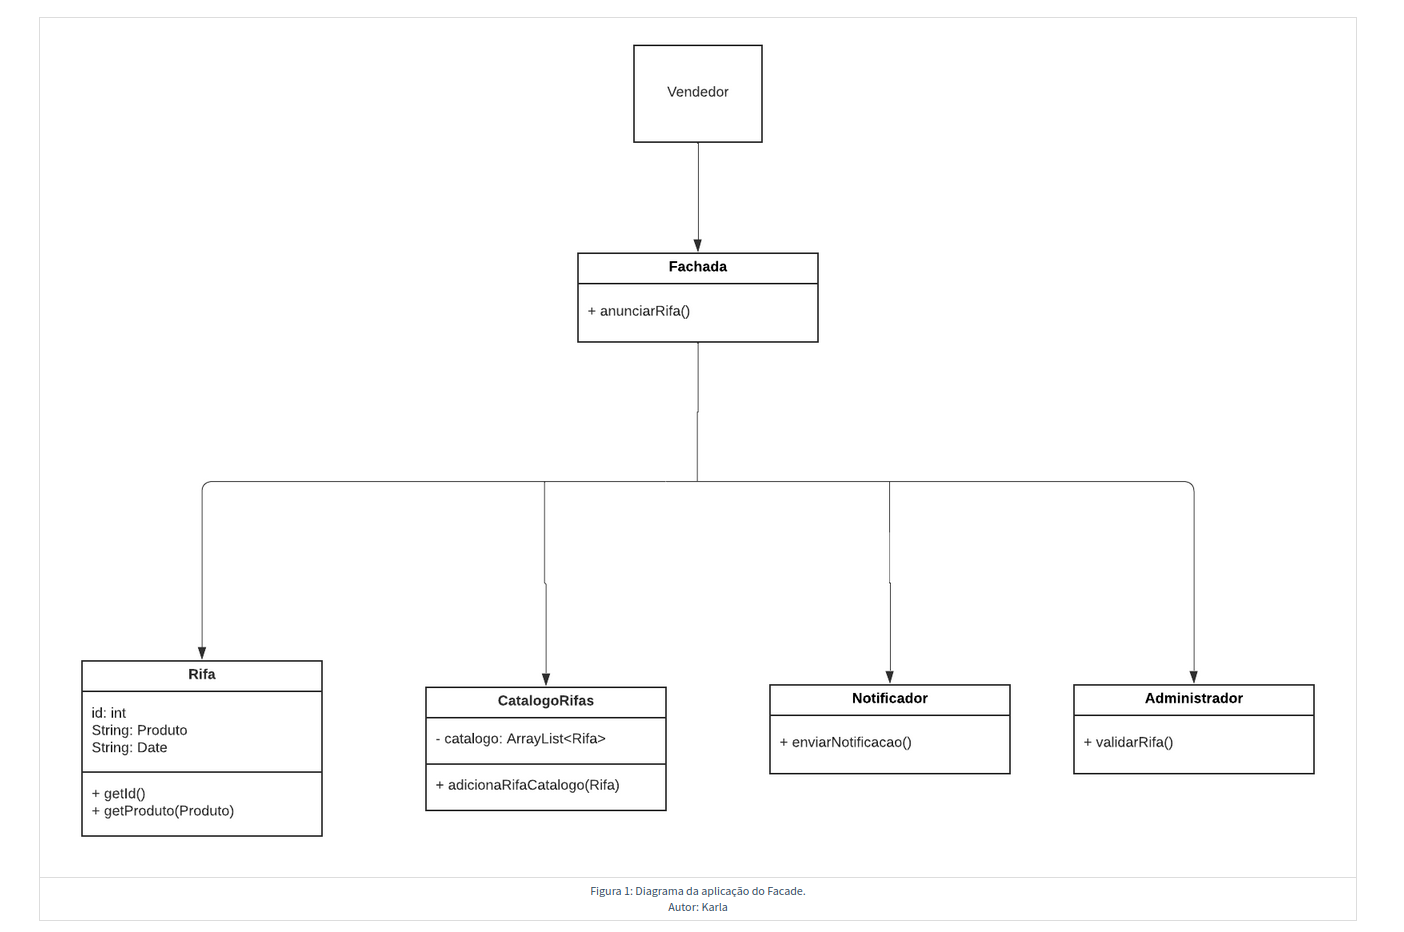 Vendedor
Fachada
+ anunciarRifa()
Rifa
id: int
String: Produto
String: Date
+ getId()
+ getProduto(Produto)
CatalogoRifas
- catalogo: ArrayList<Rifa>
+ adicionaRifaCatalogo(Rifa)
Notificador
+ enviarNotificacao()
Administrador
+ validarRifa()
Figura 1: Diagrama da aplicação do Facade.
Autor: Karla